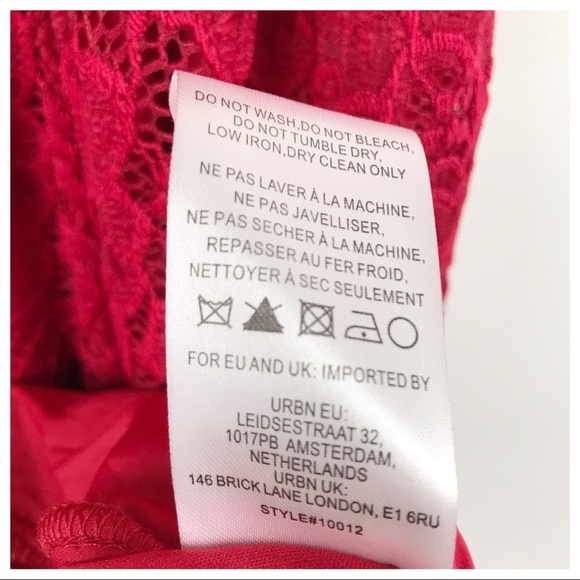 DO NOT WASH,DO NOT BLEACH,
DO NOT TUMBLE DRY,
LOW IRON,DRY CLEAN ONLY
NE PAS LAVER À LA MACHINE,
NE PAS JAVELLISER,
NE PAS SECHER À LA MACHINE,
REPASSER AU FER FROID,
NETTOYER À SEC SEULEMENT
FOR EU AND UK: IMPORTED BY
URBN EU:
LEIDSESTRAAT 32,
1017PB AMSTERDAM,
NETHERLANDS
URBN UK:
146 BRICK LANE LONDON, E1 6RU
STYLE#10012